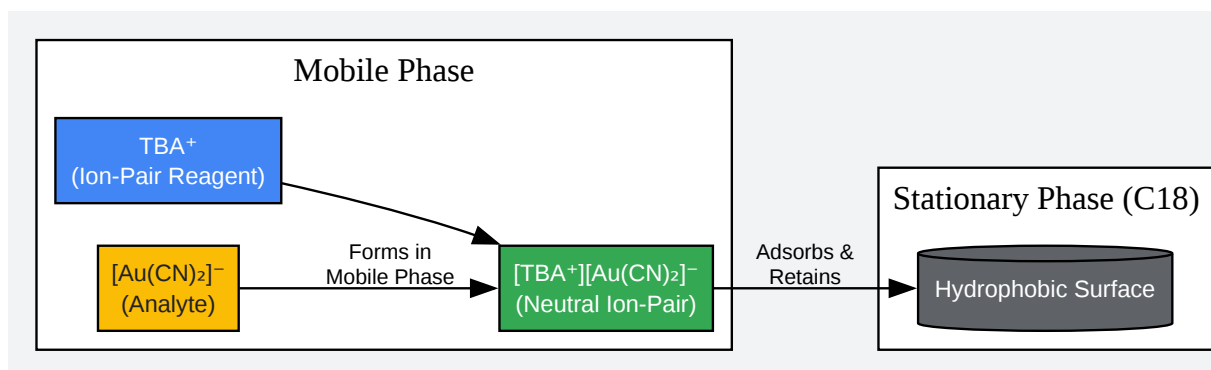 Mobile Phase
TBA⁺
(Ion-Pair Reagent)
[Au(CN)₂]⁻
(Analyte)
Forms in
Mobile Phase
[TBA⁺][Au(CN)₂]⁻
(Neutral Ion-Pair)
Adsorbs &
Retains
Stationary Phase (C18)
Hydrophobic Surface